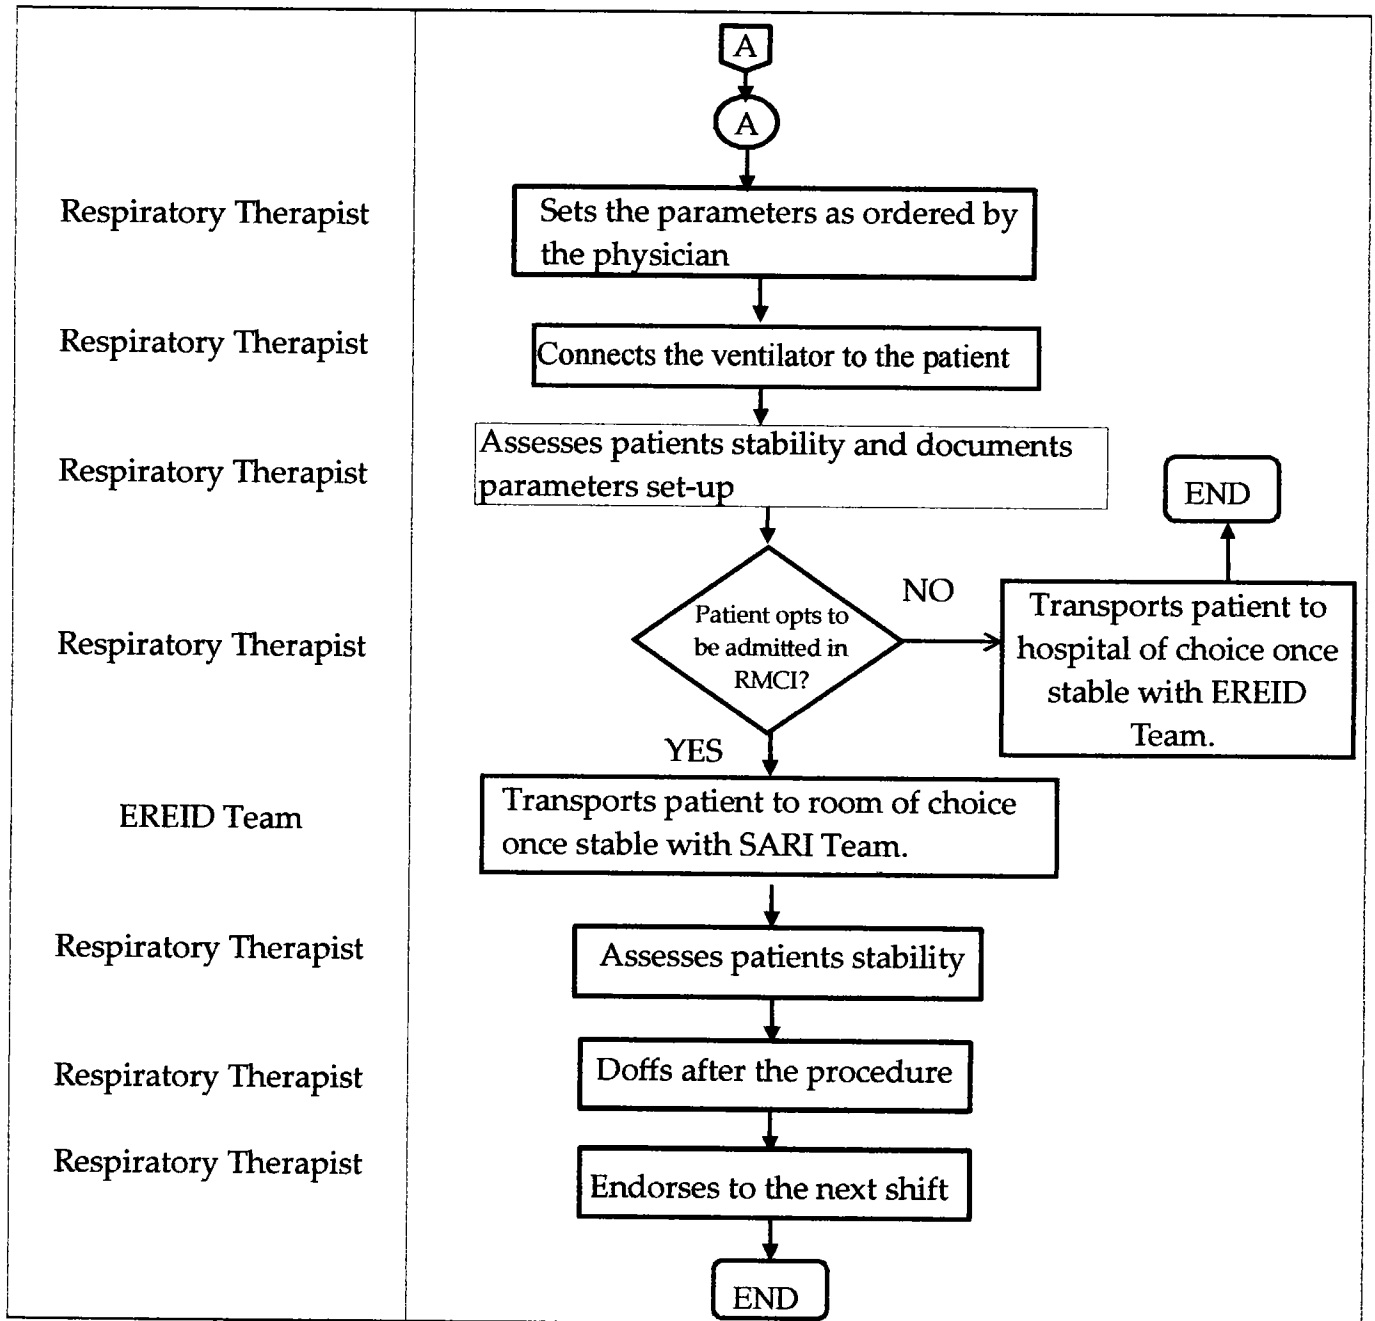 A
A
Respiratory Therapist
Sets the parameters as ordered by
the physician
Respiratory Therapist
Connects the ventilator to the patient
Respiratory Therapist
Assesses patients stability and documents
parameters set-up
END
Respiratory Therapist
Patient opts to
be admitted in
RMCI?
NO
Transports patient to
hospital of choice once
stable with EREID
Team.
YES
EREID Team
Transports patient to room of choice
once stable with SARI Team.
Respiratory Therapist
Assesses patients stability
Respiratory Therapist
Doffs after the procedure
Respiratory Therapist
Endorses to the next shift
END